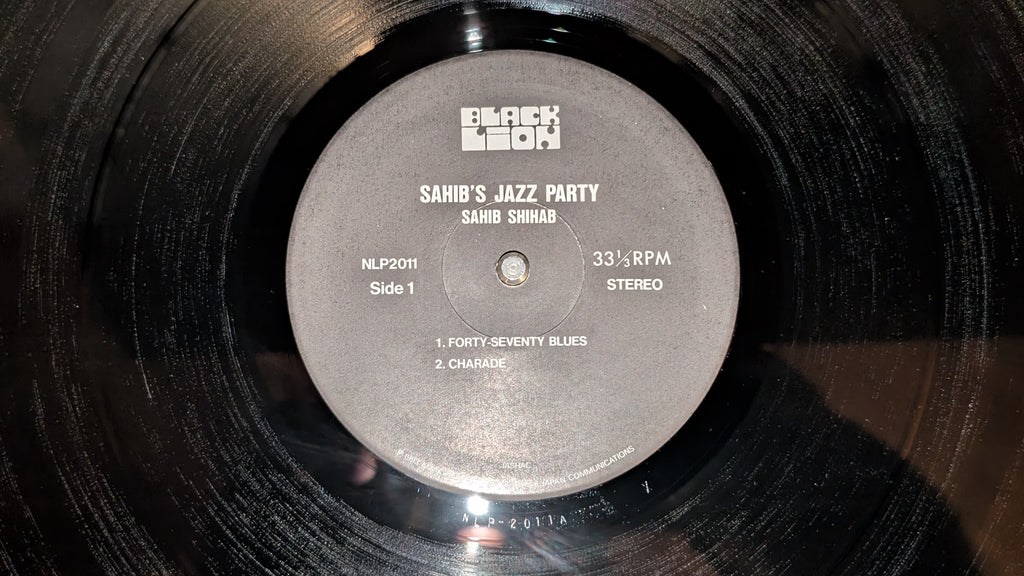 BLACK
LION
SAHIB'S JAZZ PARTY
SAHIB SHIHAB
NLP2011
33⅓RPM
Side 1
STEREO
1. FORTY-SEVENTY BLUES
2. CHARADE
COMMUNICATIONS
NLP-2011A